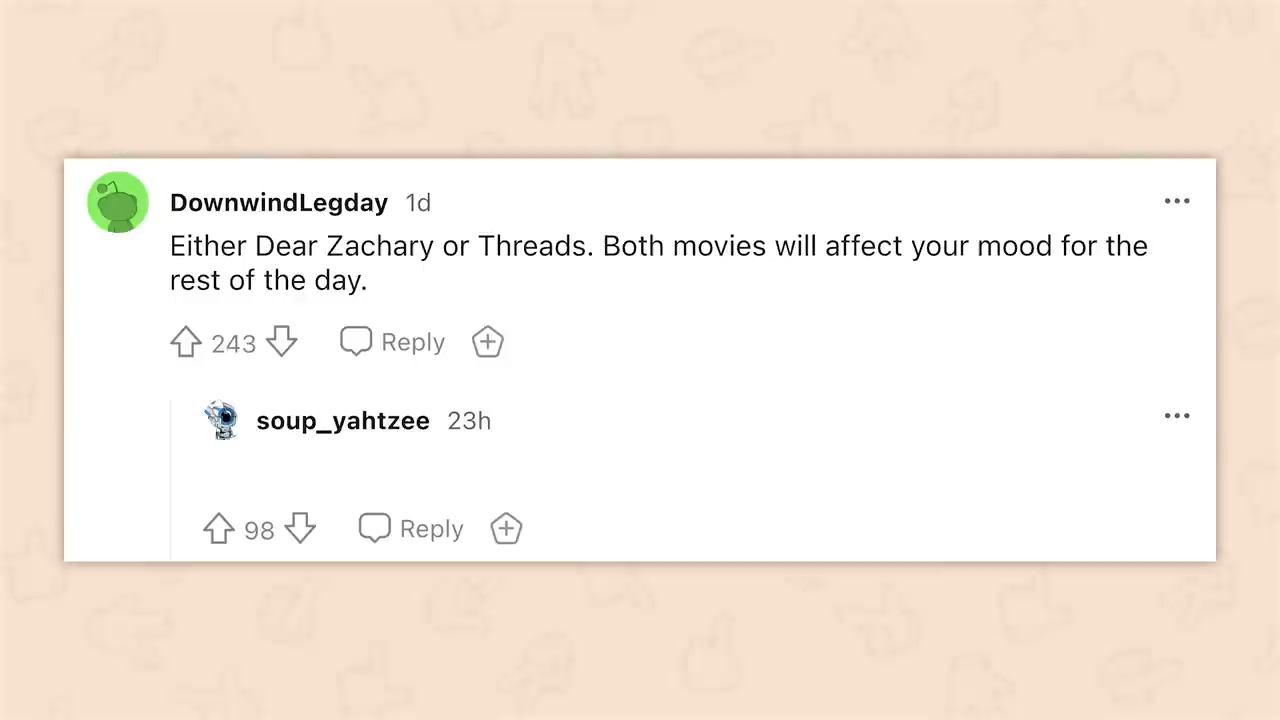 DownwindLegday 1d
Either Dear Zachary or Threads. Both movies will affect your mood for the
rest of the day.
243 Reply
soup_yahtzee 23h
98 Reply